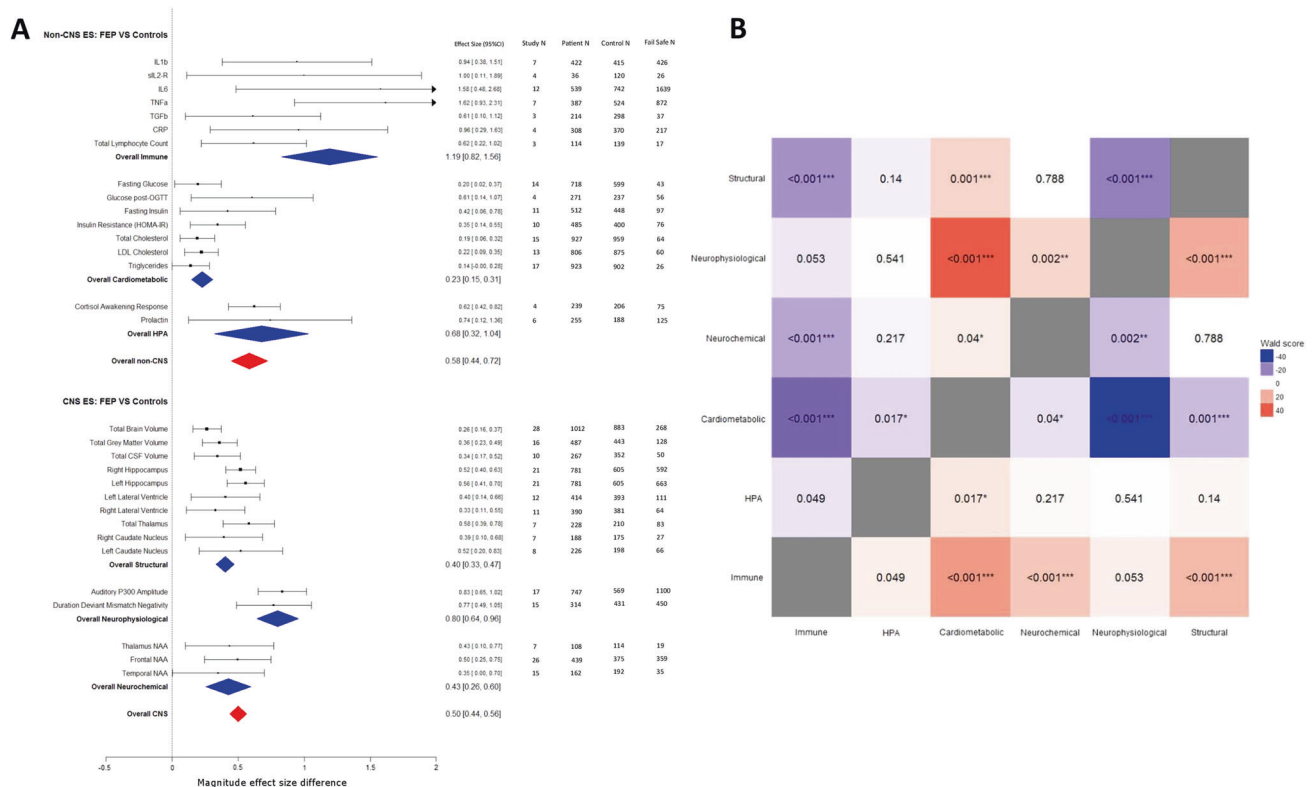 A
Non-CNS ES: FEP VS Controls
Effect Size (95%CI) Study N Patient N Control N Fail Safe N
IL1b 0.94 [0.38, 1.51] 7 422 415 426
sIL2-R 1.00 [0.11, 1.89] 4 36 120 26
IL6 1.58 [0.48, 2.68] 12 539 742 1639
TNFa 1.62 [0.93, 2.31] 7 387 524 872
TGFb 0.61 [0.10, 1.12] 3 214 298 37
CRP 0.96 [0.29, 1.63] 4 308 370 217
Total Lymphocyte Count 0.62 [0.22, 1.02] 3 114 139 17
Overall Immune 1.19 [0.82, 1.56]
Fasting Glucose 0.20 [0.02, 0.37] 14 718 599 43
Glucose post-OGTT 0.61 [0.14, 1.07] 4 271 237 56
Fasting Insulin 0.42 [0.06, 0.78] 11 512 448 97
Insulin Resistance (HOMA-IR) 0.35 [0.14, 0.55] 10 485 400 76
Total Cholesterol 0.19 [0.06, 0.32] 15 927 959 64
LDL Cholesterol 0.22 [0.09, 0.35] 13 806 875 60
Triglycerides 0.14 [-0.00, 0.28] 17 923 902 26
Overall Cardiometabolic 0.23 [0.15, 0.31]
Cortisol Awakening Response 0.62 [0.42, 0.82] 4 239 206 75
Prolactin 0.74 [0.12, 1.36] 6 255 188 125
Overall HPA 0.68 [0.32, 1.04]
Overall non-CNS 0.58 [0.44, 0.72]
CNS ES: FEP VS Controls
Total Brain Volume 0.26 [0.16, 0.37] 28 1012 883 268
Total Grey Matter Volume 0.36 [0.23, 0.49] 16 487 443 128
Total CSF Volume 0.34 [0.17, 0.52] 10 267 352 50
Right Hippocampus 0.52 [0.40, 0.63] 21 781 605 592
Left Hippocampus 0.56 [0.41, 0.70] 21 781 605 663
Left Lateral Ventricle 0.40 [0.14, 0.66] 12 414 393 111
Right Lateral Ventricle 0.33 [0.11, 0.55] 11 390 381 64
Total Thalamus 0.58 [0.39, 0.78] 7 228 210 83
Right Caudate Nucleus 0.39 [0.10, 0.68] 7 188 175 27
Left Caudate Nucleus 0.52 [0.20, 0.83] 8 226 198 66
Overall Structural 0.40 [0.33, 0.47]
Auditory P300 Amplitude 0.83 [0.65, 1.02] 17 747 569 1100
Duration Deviant Mismatch Negativity 0.77 [0.49, 1.05] 15 314 431 450
Overall Neurophysiological 0.80 [0.64, 0.96]
Thalamus NAA 0.43 [0.10, 0.77] 7 108 114 19
Frontal NAA 0.50 [0.25, 0.75] 26 439 375 359
Temporal NAA 0.35 [0.00, 0.70] 15 162 192 35
Overall Neurochemical 0.43 [0.26, 0.60]
Overall CNS 0.50 [0.44, 0.56]
-0.5 0 0.5 1 1.5 2
Magnitude effect size difference
B
Structural <0.001*** 0.14 0.001*** 0.788 <0.001***
Neurophysiological 0.053 0.541 <0.001*** 0.002** <0.001***
Neurochemical <0.001*** 0.217 0.04* 0.002** 0.788
Cardiometabolic <0.001*** 0.017* 0.04* <0.001*** 0.001***
HPA 0.049 0.017* 0.217 0.541 0.14
Immune 0.049 <0.001*** <0.001*** 0.053 <0.001***
Immune HPA Cardiometabolic Neurochemical Neurophysiological Structural
Wald score
-40
-20
0
20
40